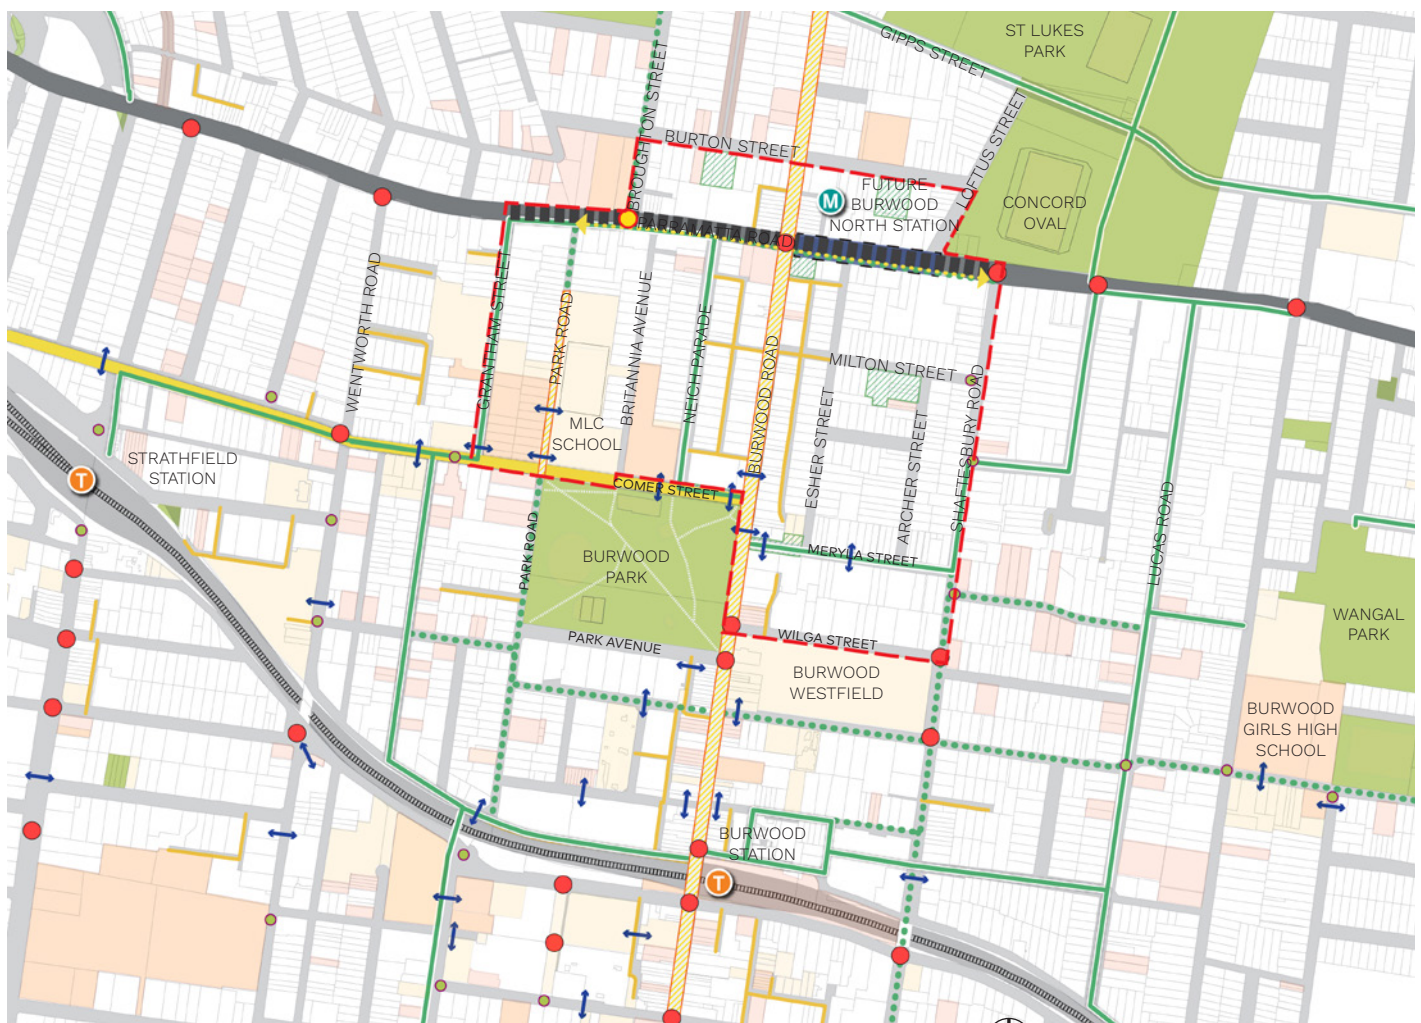 ST LUKES
PARK
GIPPS STREET
BROUGHTON STREET
BURTON STREET
LOFTUS STREET
FUTURE
BURWOOD
NORTH STATION
M
CONCORD
OVAL
PARRAMATTA ROAD
WENTWORTH ROAD
GRANTHAM STREET
PARK ROAD
BRITANNIA AVENUE
NEICH PARADE
BURWOOD ROAD
MILTON STREET
ESHER STREET
ARCHER STREET
SHAFTESBURY ROAD
LUCAS ROAD
MLC
SCHOOL
STRATHFIELD
STATION
T
COMER STREET
PARK ROAD
BURWOOD
PARK
MERYLA STREET
WANGAL
PARK
PARK AVENUE
WILGA STREET
BURWOOD
WESTFIELD
BURWOOD
GIRLS HIGH
SCHOOL
BURWOOD
STATION
T